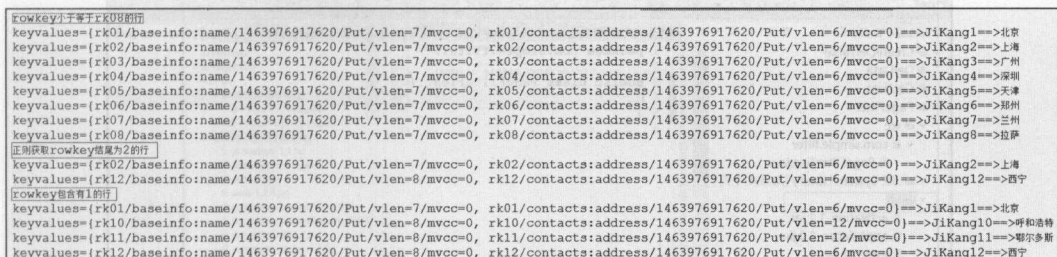 rowkey小于等于rk08的行
keyvalues={rk01/baseinfo:name/1463976917620/Put/vlen=7/mvcc=0, rk01/contacts:address/1463976917620/Put/vlen=6/mvcc=0}==>JiKang1==>北京
keyvalues={rk02/baseinfo:name/1463976917620/Put/vlen=7/mvcc=0, rk02/contacts:address/1463976917620/Put/vlen=6/mvcc=0}==>JiKang2==>上海
keyvalues={rk03/baseinfo:name/1463976917620/Put/vlen=7/mvcc=0, rk03/contacts:address/1463976917620/Put/vlen=6/mvcc=0}==>JiKang3==>广州
keyvalues={rk04/baseinfo:name/1463976917620/Put/vlen=7/mvcc=0, rk04/contacts:address/1463976917620/Put/vlen=6/mvcc=0}==>JiKang4==>深圳
keyvalues={rk05/baseinfo:name/1463976917620/Put/vlen=7/mvcc=0, rk05/contacts:address/1463976917620/Put/vlen=6/mvcc=0}==>JiKang5==>天津
keyvalues={rk06/baseinfo:name/1463976917620/Put/vlen=7/mvcc=0, rk06/contacts:address/1463976917620/Put/vlen=6/mvcc=0}==>JiKang6==>郑州
keyvalues={rk07/baseinfo:name/1463976917620/Put/vlen=7/mvcc=0, rk07/contacts:address/1463976917620/Put/vlen=6/mvcc=0}==>JiKang7==>兰州
keyvalues={rk08/baseinfo:name/1463976917620/Put/vlen=7/mvcc=0, rk08/contacts:address/1463976917620/Put/vlen=6/mvcc=0}==>JiKang8==>拉萨
正则获取rowkey结尾为2的行
keyvalues={rk02/baseinfo:name/1463976917620/Put/vlen=7/mvcc=0, rk02/contacts:address/1463976917620/Put/vlen=6/mvcc=0}==>JiKang2==>上海
keyvalues={rk12/baseinfo:name/1463976917620/Put/vlen=8/mvcc=0, rk12/contacts:address/1463976917620/Put/vlen=6/mvcc=0}==>JiKang12==>西宁
rowkey包含有1的行
keyvalues={rk01/baseinfo:name/1463976917620/Put/vlen=7/mvcc=0, rk01/contacts:address/1463976917620/Put/vlen=6/mvcc=0}==>JiKang1==>北京
keyvalues={rk10/baseinfo:name/1463976917620/Put/vlen=8/mvcc=0, rk10/contacts:address/1463976917620/Put/vlen=12/mvcc=0}==>JiKang10==>呼和浩特
keyvalues={rk11/baseinfo:name/1463976917620/Put/vlen=8/mvcc=0, rk11/contacts:address/1463976917620/Put/vlen=12/mvcc=0}==>JiKang11==>鄂尔多斯
keyvalues={rk12/baseinfo:name/1463976917620/Put/vlen=8/mvcc=0, rk12/contacts:address/1463976917620/Put/vlen=6/mvcc=0}==>JiKang12==>西宁